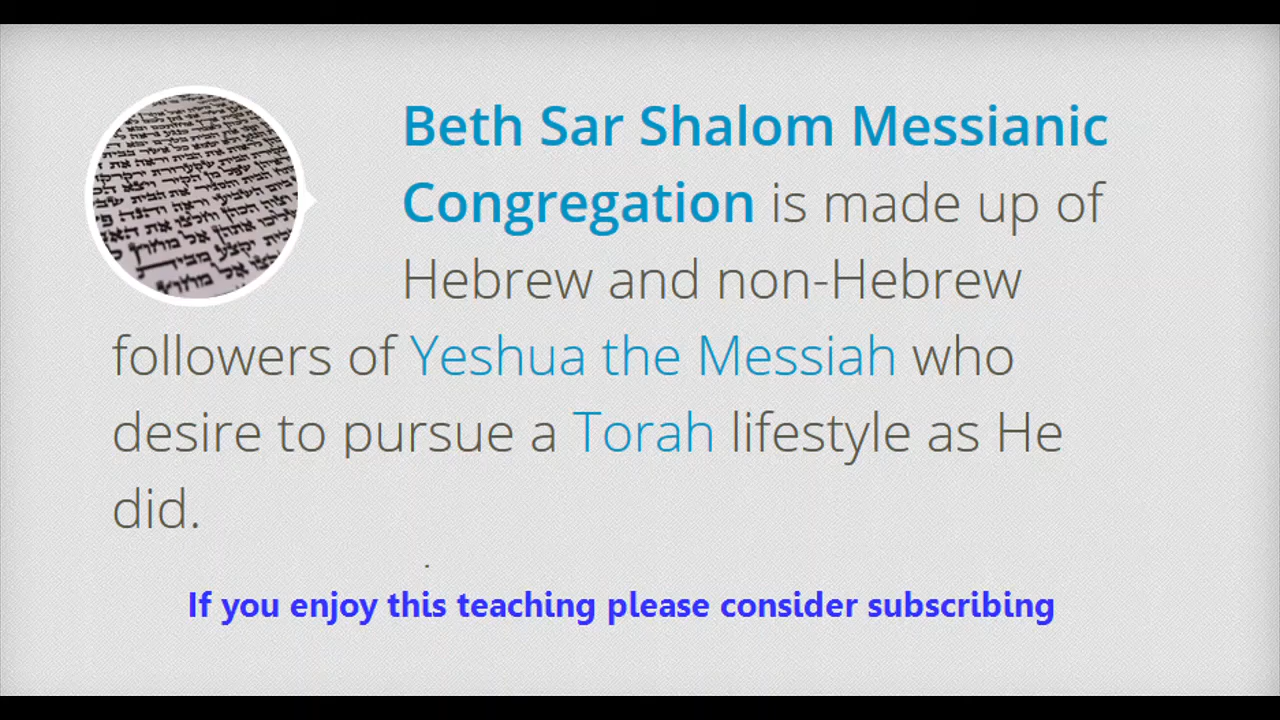 Beth Sar Shalom Messianic
Congregation is made up of
Hebrew and non-Hebrew
followers of Yeshua the Messiah who
desire to pursue a Torah lifestyle as He
did.
If you enjoy this teaching please consider subscribing